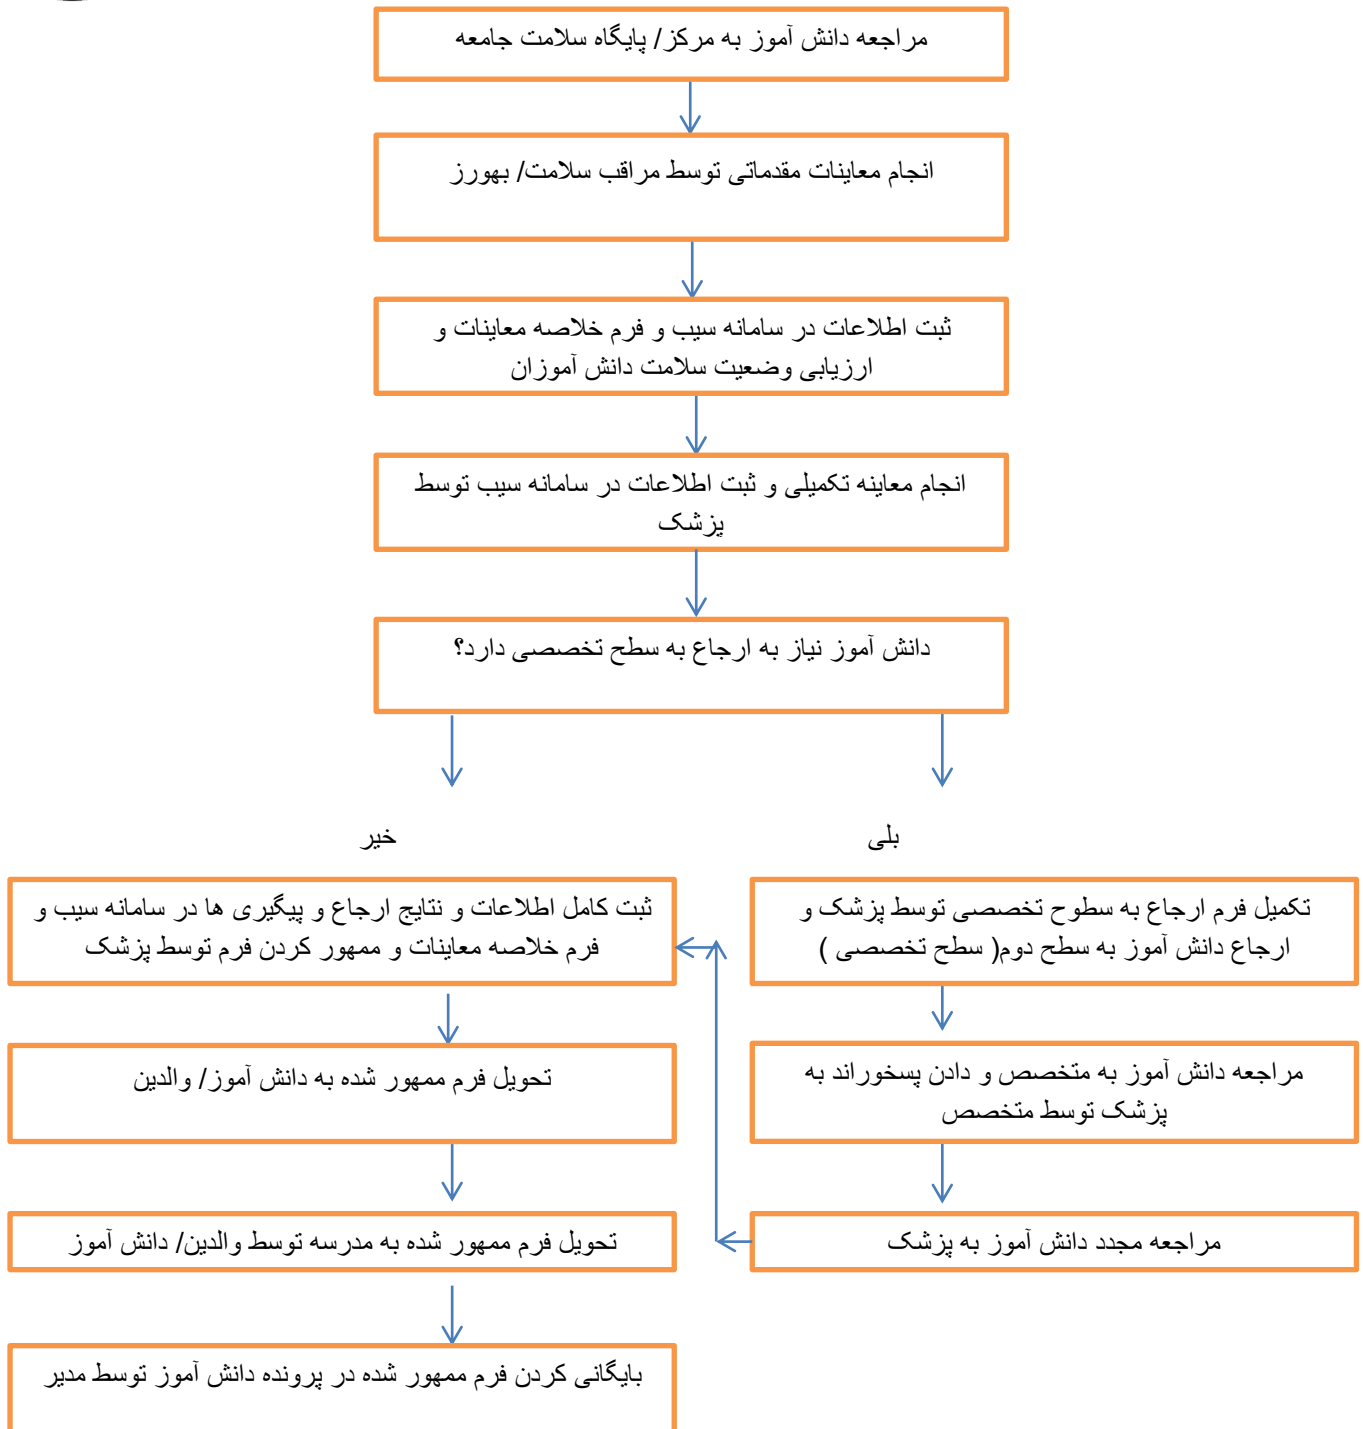 مراجعه دانش آموز به مرکز/ پایگاه سلامت جامعه
انجام معاینات مقدماتی توسط مراقب سلامت/ بهورز
ثبت اطلاعات در سامانه سیب و فرم خلاصه معاینات و
ارزیابی وضعیت سلامت دانش آموزان
انجام معاینه تکمیلی و ثبت اطلاعات در سامانه سیب توسط
پزشک
دانش آموز نیاز به ارجاع به سطح تخصصی دارد؟
بلی
خیر
تکمیل فرم ارجاع به سطوح تخصصی توسط پزشک و
ارجاع دانش آموز به سطح دوم( سطح تخصصی )
مراجعه دانش آموز به متخصص و دادن پسخوراند به
پزشک توسط متخصص
مراجعه مجدد دانش آموز به پزشک
ثبت کامل اطلاعات و نتایج ارجاع و پیگیری ها در سامانه سیب و
فرم خلاصه معاینات و ممهور کردن فرم توسط پزشک
تحویل فرم ممهور شده به دانش آموز/ والدین
تحویل فرم ممهور شده به مدرسه توسط والدین/ دانش آموز
بایگانی کردن فرم ممهور شده در پرونده دانش آموز توسط مدیر